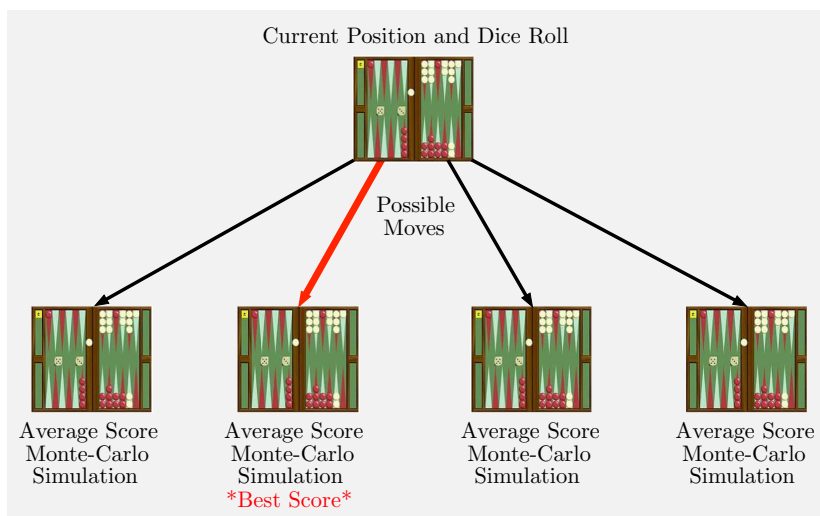 Current Position and Dice Roll
Possible
Moves
Average Score
Monte-Carlo
Simulation
Average Score
Monte-Carlo
Simulation
*Best Score*
Average Score
Monte-Carlo
Simulation
Average Score
Monte-Carlo
Simulation